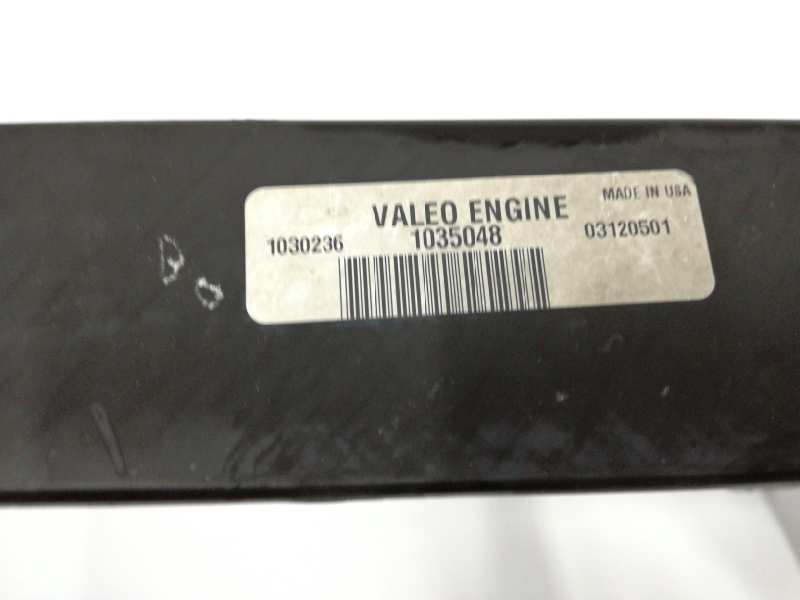 MADE IN USA
VALEO ENGINE
1030236 1035048 03120501